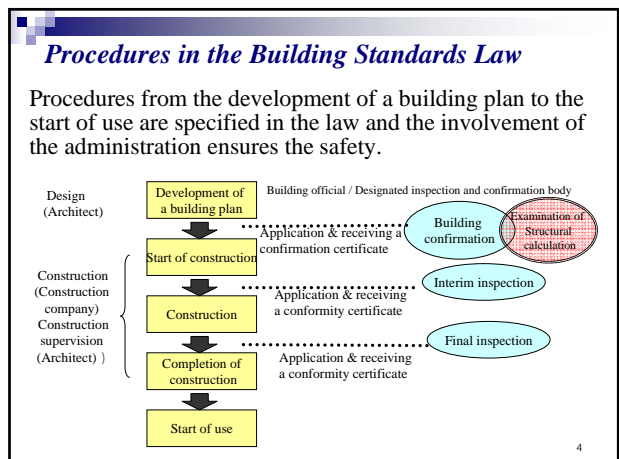 Procedures in the Building Standards Law
Procedures from the development of a building plan to the
start of use are specified in the law and the involvement of
the administration ensures the safety.
Design
(Architect)
Development of
a building plan
Building official / Designated inspection and confirmation body
Building
confirmation
Examination of
Structural
calculation
Application & receiving a
confirmation certificate
Start of construction
Construction
(Construction
company)
Construction
supervision
(Architect) )
Interim inspection
Application & receiving
a conformity certificate
Construction
Final inspection
Application & receiving
a conformity certificate
Completion of
construction
Start of use
4